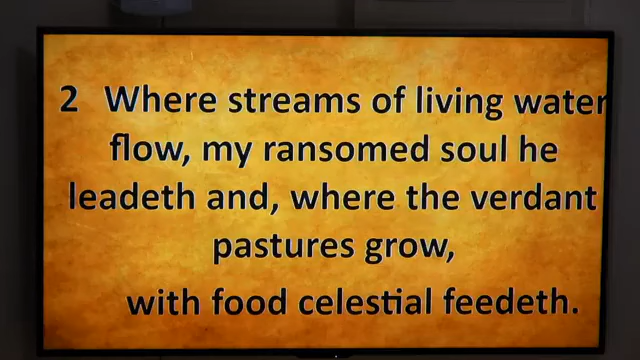 2 Where streams of living water
flow, my ransomed soul he
leadeth and, where the verdant
pastures grow,
with food celestial feedeth.